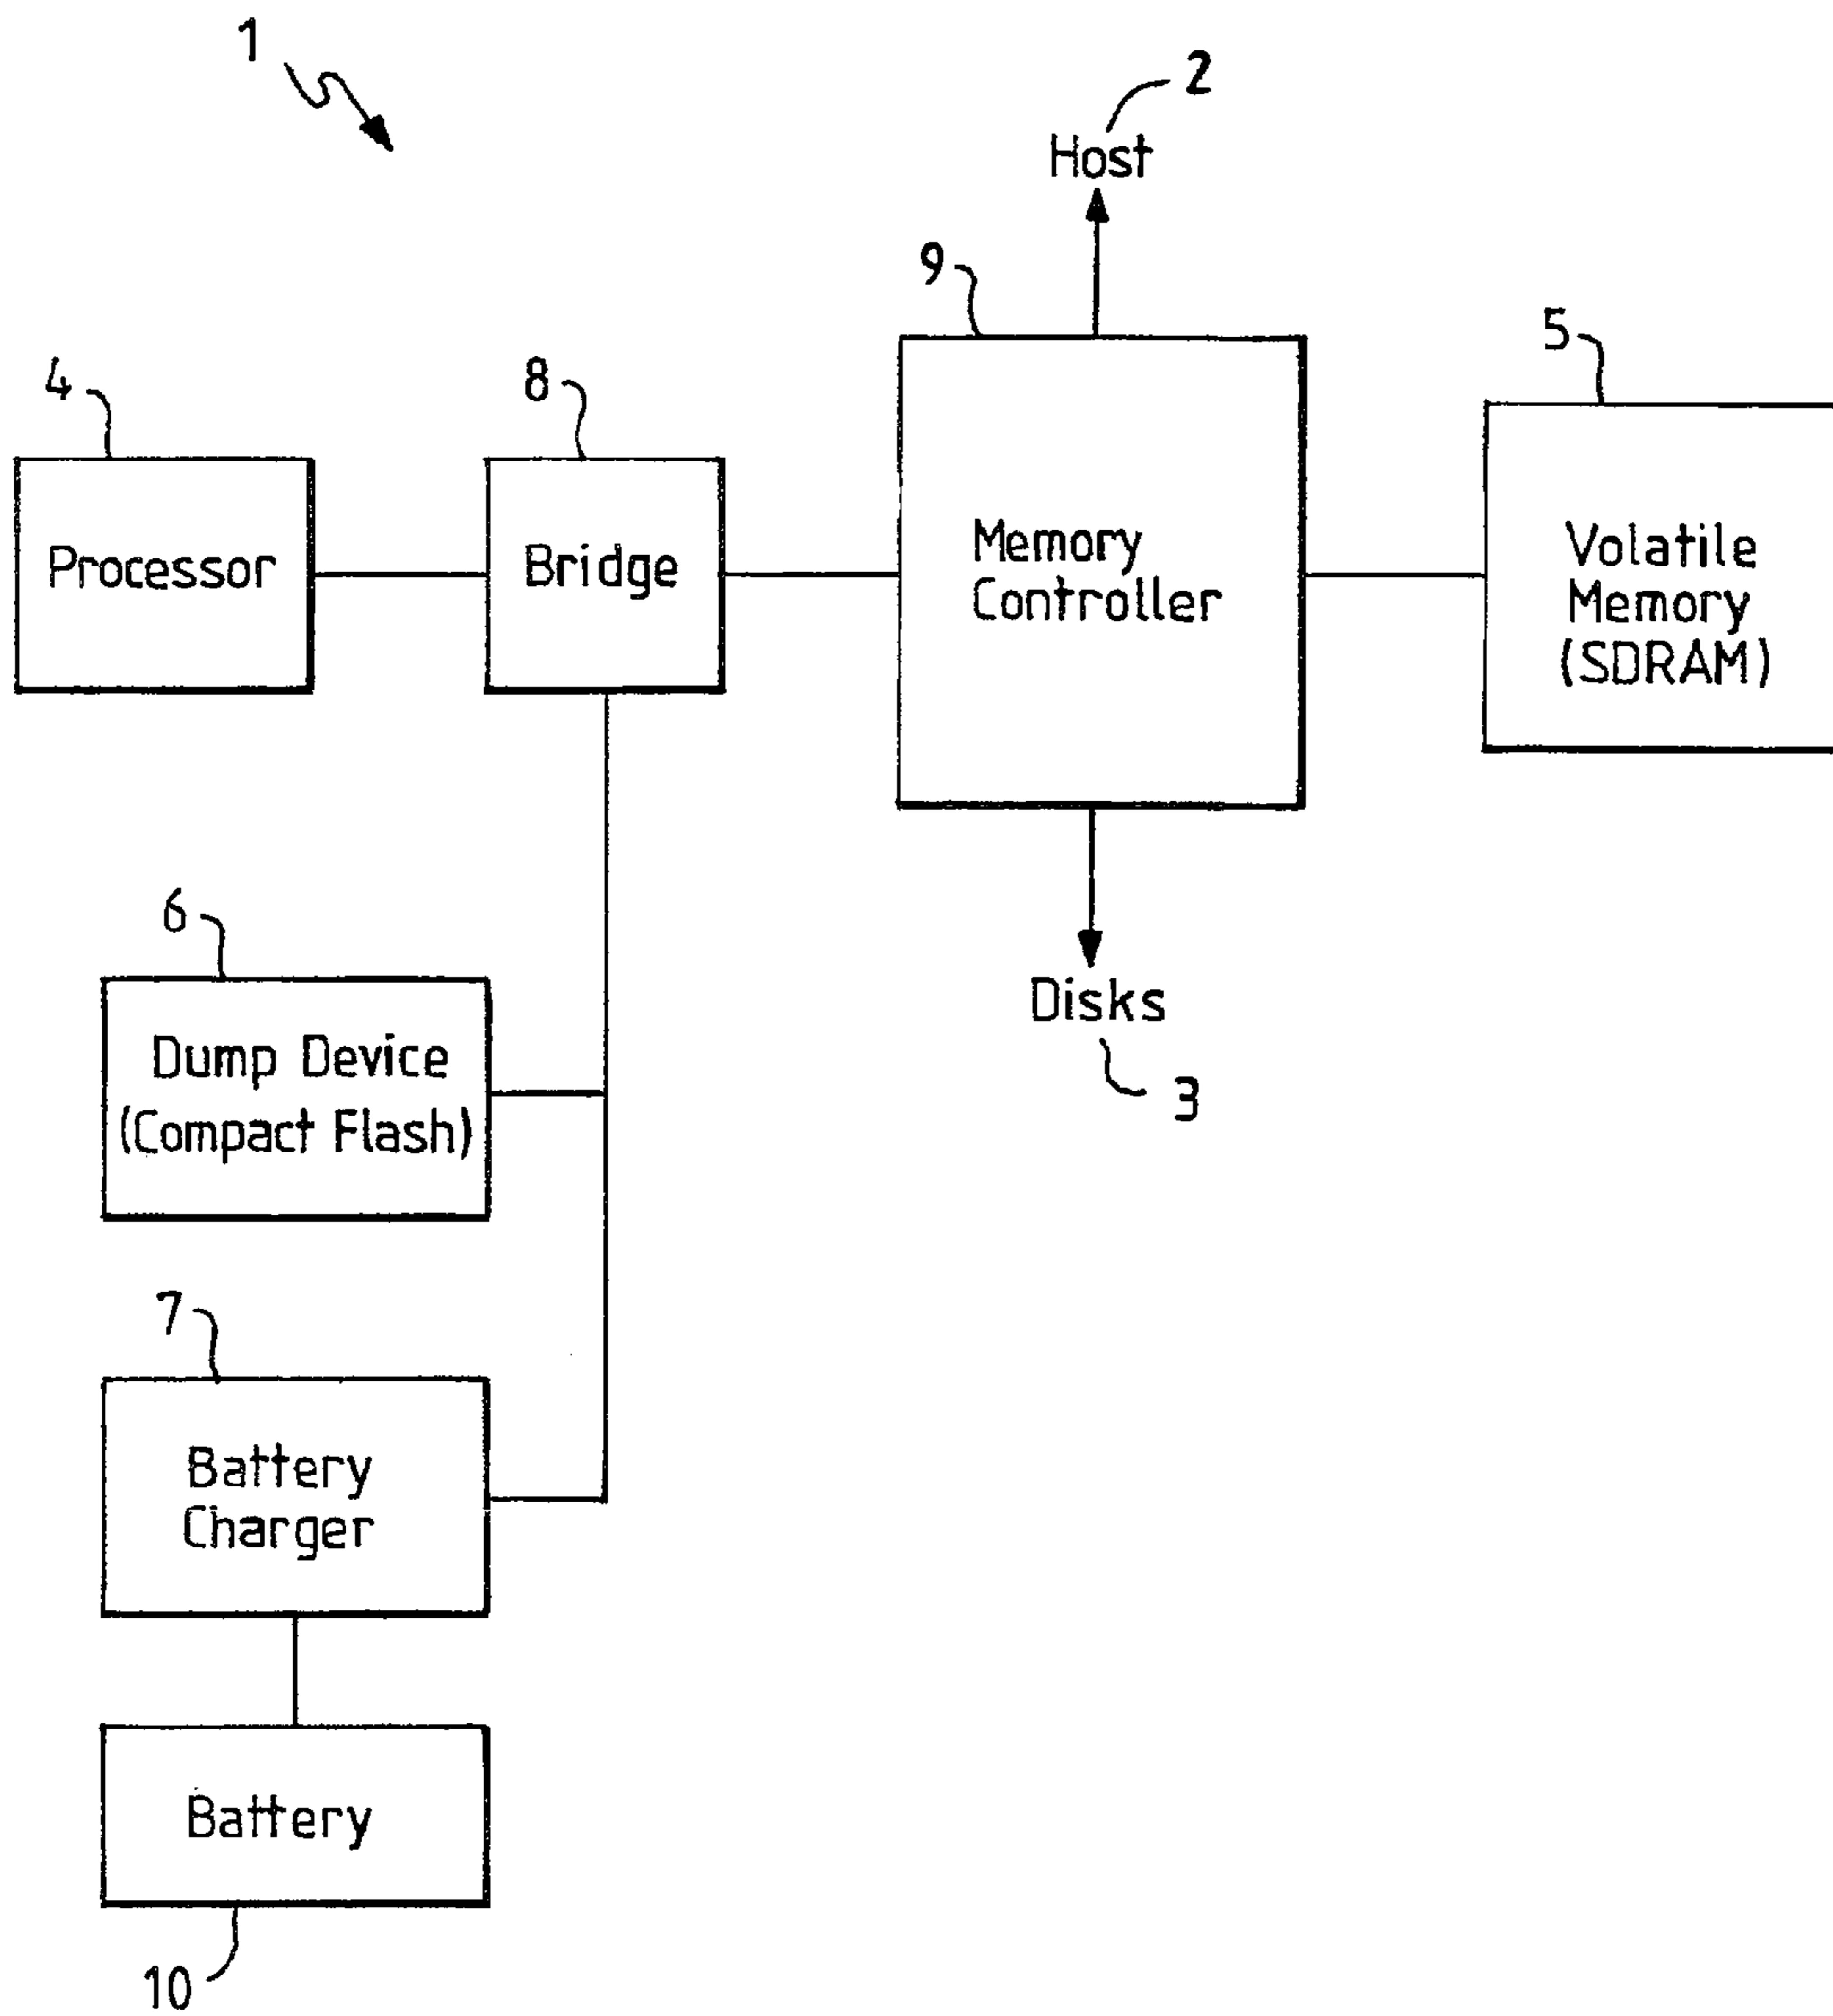 1
2
Host
9
5
4
8
Processor
Bridge
Memory
Controller
Volatile
Memory
(SDRAM)
6
Disks
3
Dump Device
(Compact Flash)
7
Battery
Charger
Battery
10